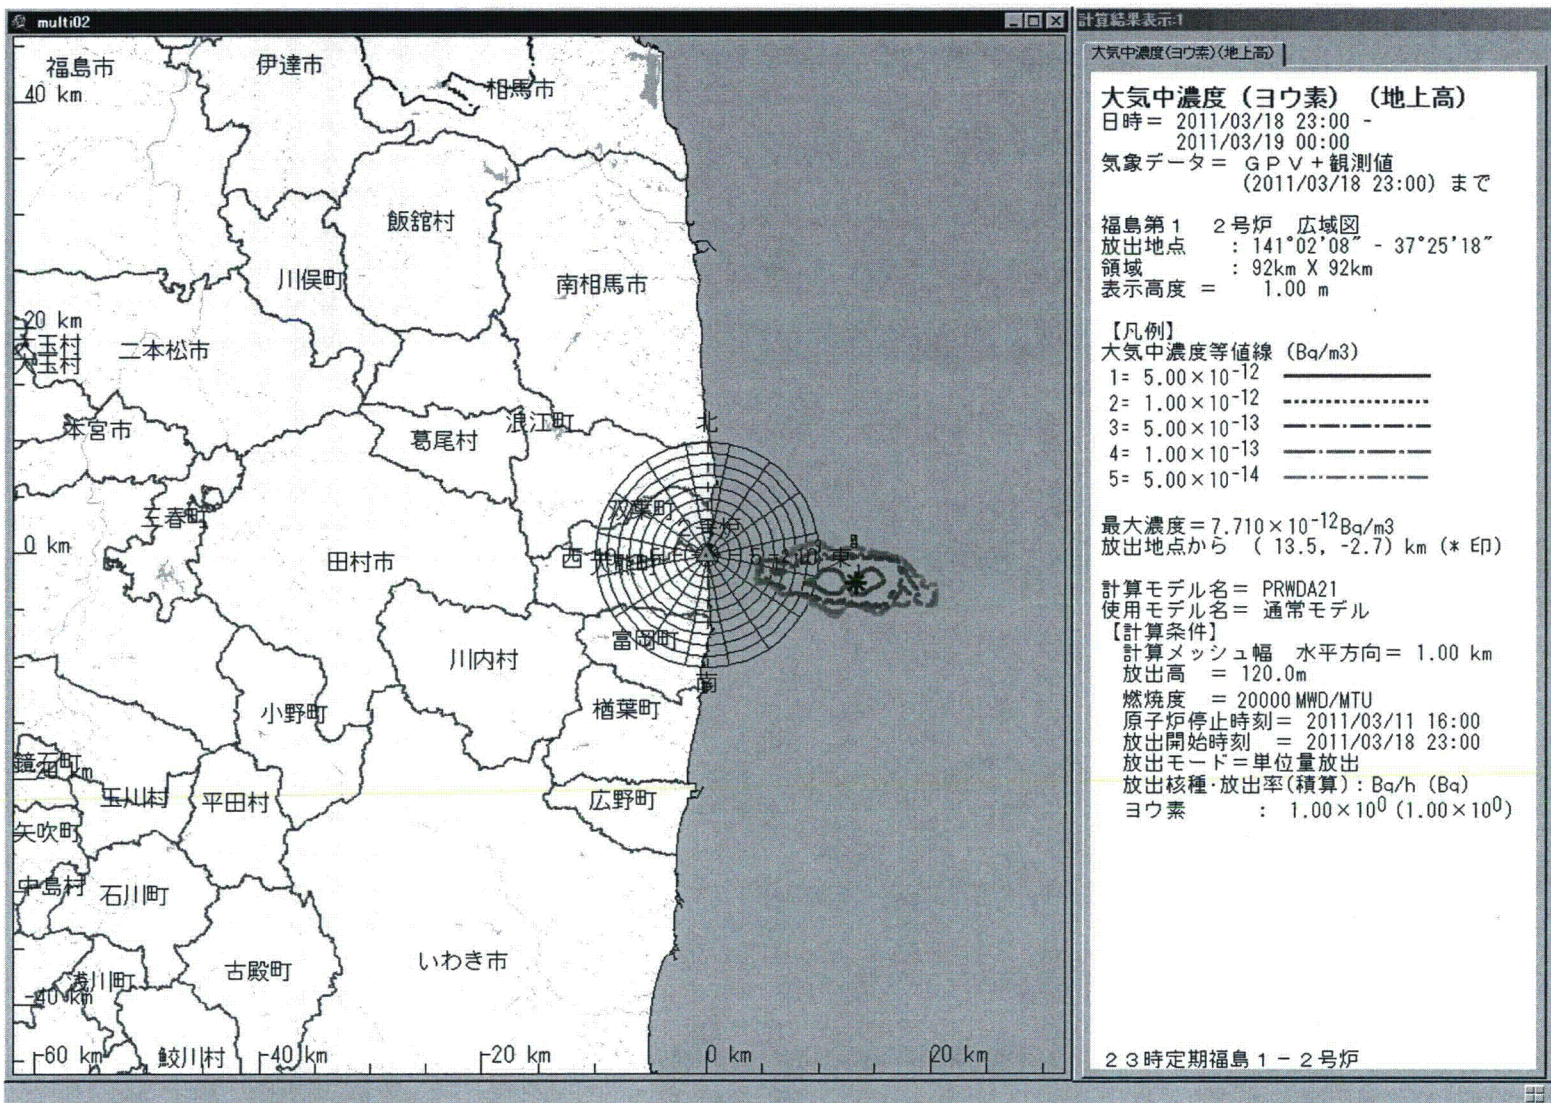 multi02
福島市
伊達市
相馬市
40 km
飯舘村
川俣町
南相馬市
20 km
大玉村
大玉村
二本松市
本宮市
葛尾村
浪江町
北
三春町
双葉町
2号炉
0 km
田村市
西
東
富岡町
川内村
南
楢葉町
小野町
鏡石町
-20 km
玉川村
平田村
広野町
矢吹町
中島村
石川町
いわき市
古殿町
浅川町
-40 km
鮫川村
-60 km
-40 km
-20 km
0 km
20 km
計算結果表示:1
大気中濃度(ヨウ素)(地上高)
大気中濃度(ヨウ素) (地上高)
日時= 2011/03/18 23:00 -
2011/03/19 00:00
気象データ= GPV+観測値
(2011/03/18 23:00) まで
福島第1 2号炉 広域図
放出地点 : 141°02'08" - 37°25'18"
領域 : 92km X 92km
表示高度 = 1.00 m
【凡例】
大気中濃度等値線 (Bq/m3)
1= 5.00×10-12
2= 1.00×10-12
3= 5.00×10-13
4= 1.00×10-13
5= 5.00×10-14
最大濃度=7.710×10-12Bq/m3
放出地点から ( 13.5, -2.7) km (* 印)
計算モデル名= PRWDA21
使用モデル名= 通常モデル
【計算条件】
計算メッシュ幅 水平方向= 1.00 km
放出高 = 120.0m
燃焼度 = 20000 MWD/MTU
原子炉停止時刻= 2011/03/11 16:00
放出開始時刻 = 2011/03/18 23:00
放出モード=単位量放出
放出核種・放出率(積算):Bq/h (Bq)
ヨウ素 : 1.00×100 (1.00×100)
23時定期福島1-2号炉